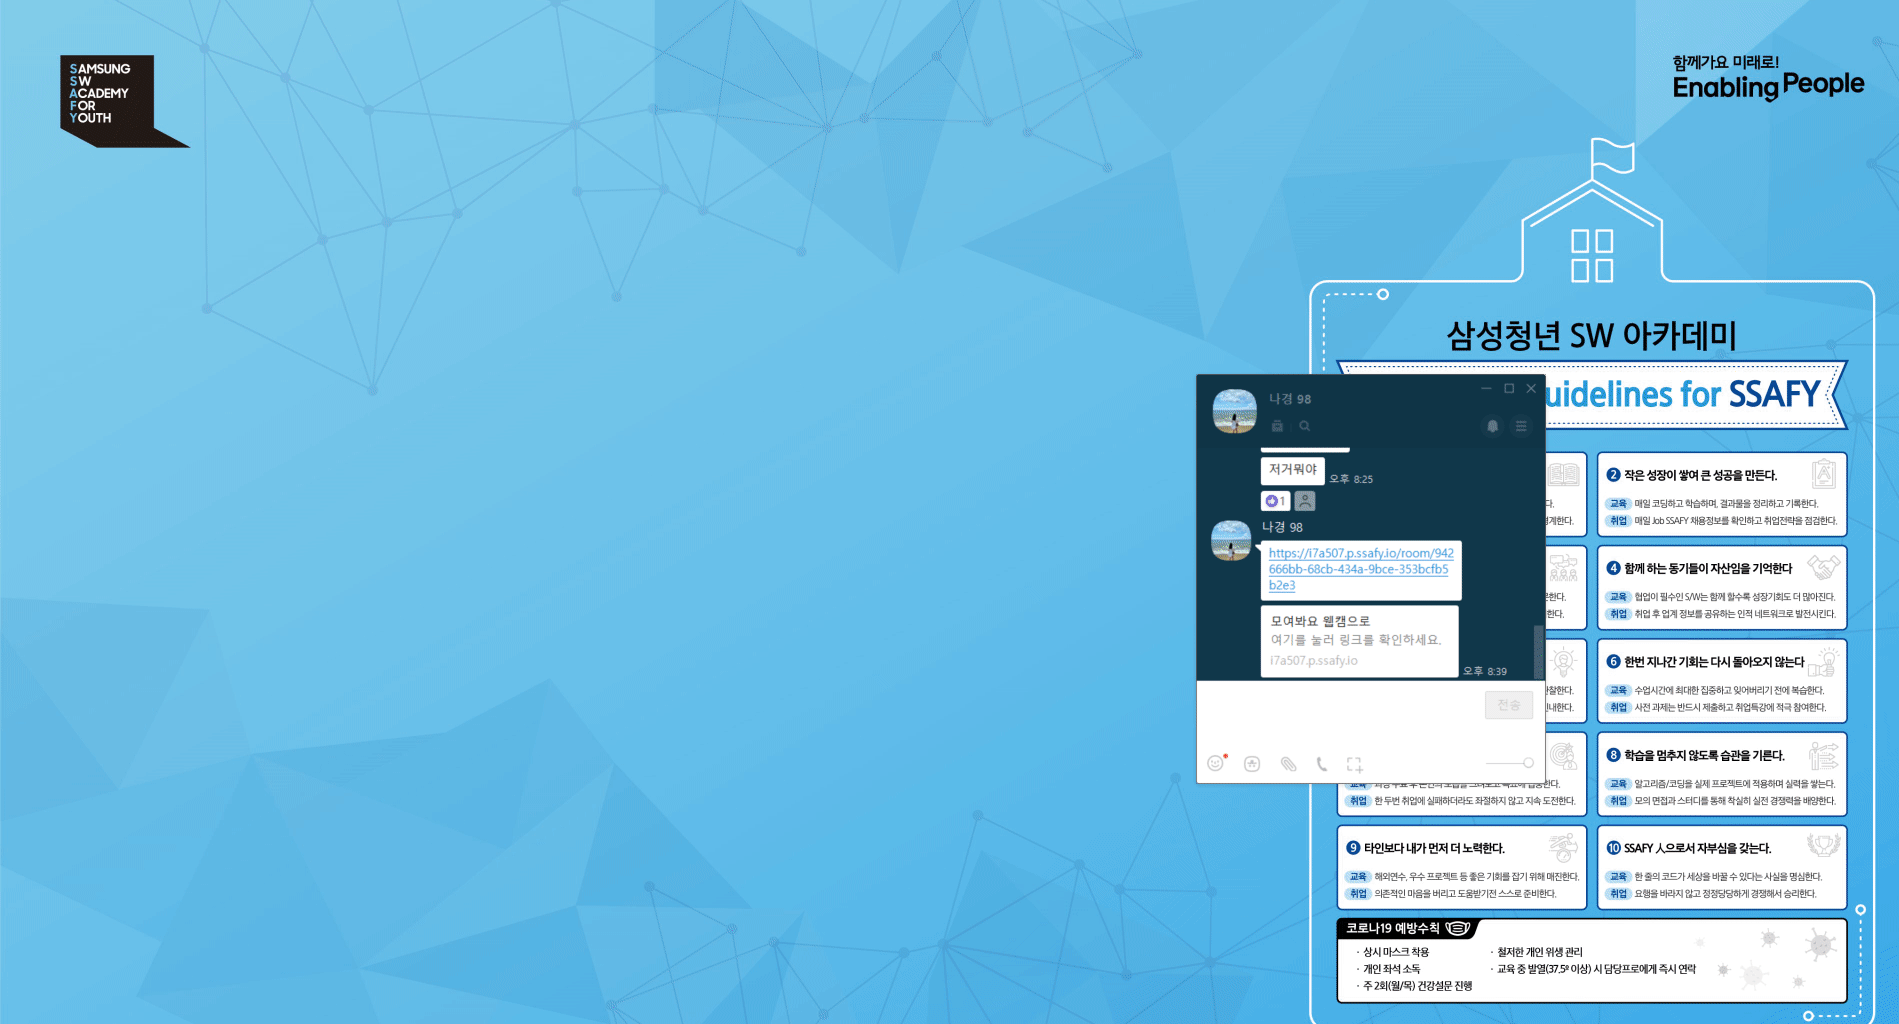 SAMSUNG
SW
ACADEMY
FOR
YOUTH
함께가요 미래로!
Enabling People
삼성청년 SW 아카데미
uidelines for SSAFY
나경 98
저거뭐야
오후 8:25
1
나경 98
https://i7a507.p.ssafy.io/room/942
666bb-68cb-434a-9bce-353bcfb5
b2e3
모여봐요 웹캠으로
여기를 눌러 링크를 확인하세요.
i7a507.p.ssafy.io
오후 8:39
전송
다.
계한다.
2 작은 성장이 쌓여 큰 성공을 만든다.
교육 매일 코딩하고 학습하며, 결과물을 정리하고 기록한다.
취업 매일 Job SSAFY 채용정보를 확인하고 취업전략을 점검한다.
한다.
한다.
4 함께 하는 동기들이 자산임을 기억한다
교육 협업이 필수인 S/W는 함께 할수록 성장기회도 더 많아진다.
취업 취업 후 업계 정보를 공유하는 인적 네트워크로 발전시킨다.
찰한다.
내한다.
6 한번 지나간 기회는 다시 돌아오지 않는다
교육 수업시간에 최대한 집중하고 잊어버리기 전에 복습한다.
취업 사전 과제는 반드시 제출하고 취업특강에 적극 참여한다.
취업 한 두번 취업에 실패하더라도 좌절하지 않고 지속 도전한다.
8 학습을 멈추지 않도록 습관을 기른다.
교육 알고리즘/코딩을 실제 프로젝트에 적용하며 실력을 쌓는다.
취업 모의 면접과 스터디를 통해 착실히 실전 경쟁력을 배양한다.
9 타인보다 내가 먼저 더 노력한다.
교육 해외연수, 우수 프로젝트 등 좋은 기회를 잡기 위해 매진한다.
취업 의존적인 마음을 버리고 도움받기전 스스로 준비한다.
10 SSAFY 人으로서 자부심을 갖는다.
교육 한 줄의 코드가 세상을 바꿀 수 있다는 사실을 명심한다.
취업 요행을 바라지 않고 정정당당하게 경쟁해서 승리한다.
코로나19 예방수칙
· 상시 마스크 착용
· 개인 좌석 소독
· 주 2회(월/목) 건강설문 진행
· 철저한 개인 위생 관리
· 교육 중 발열(37.5º 이상) 시 담당프로에게 즉시 연락